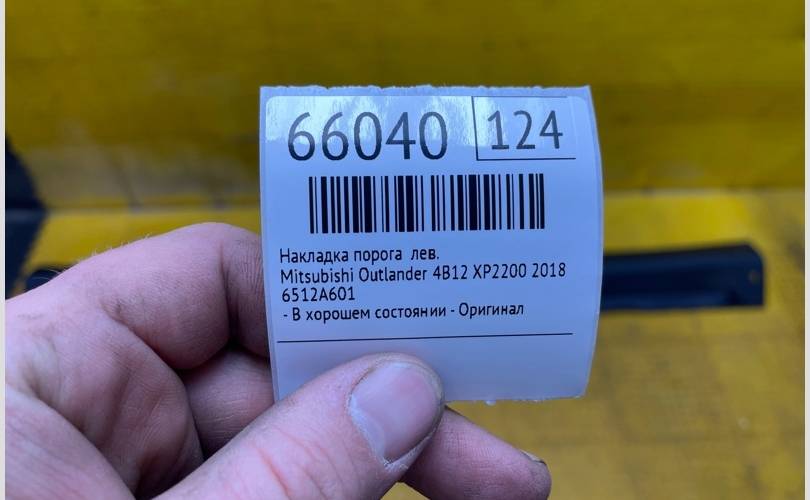 66040 124
Накладка порога лев.
Mitsubishi Outlander 4B12 XP2200 2018
6512A601
- В хорошем состоянии - Оригинал